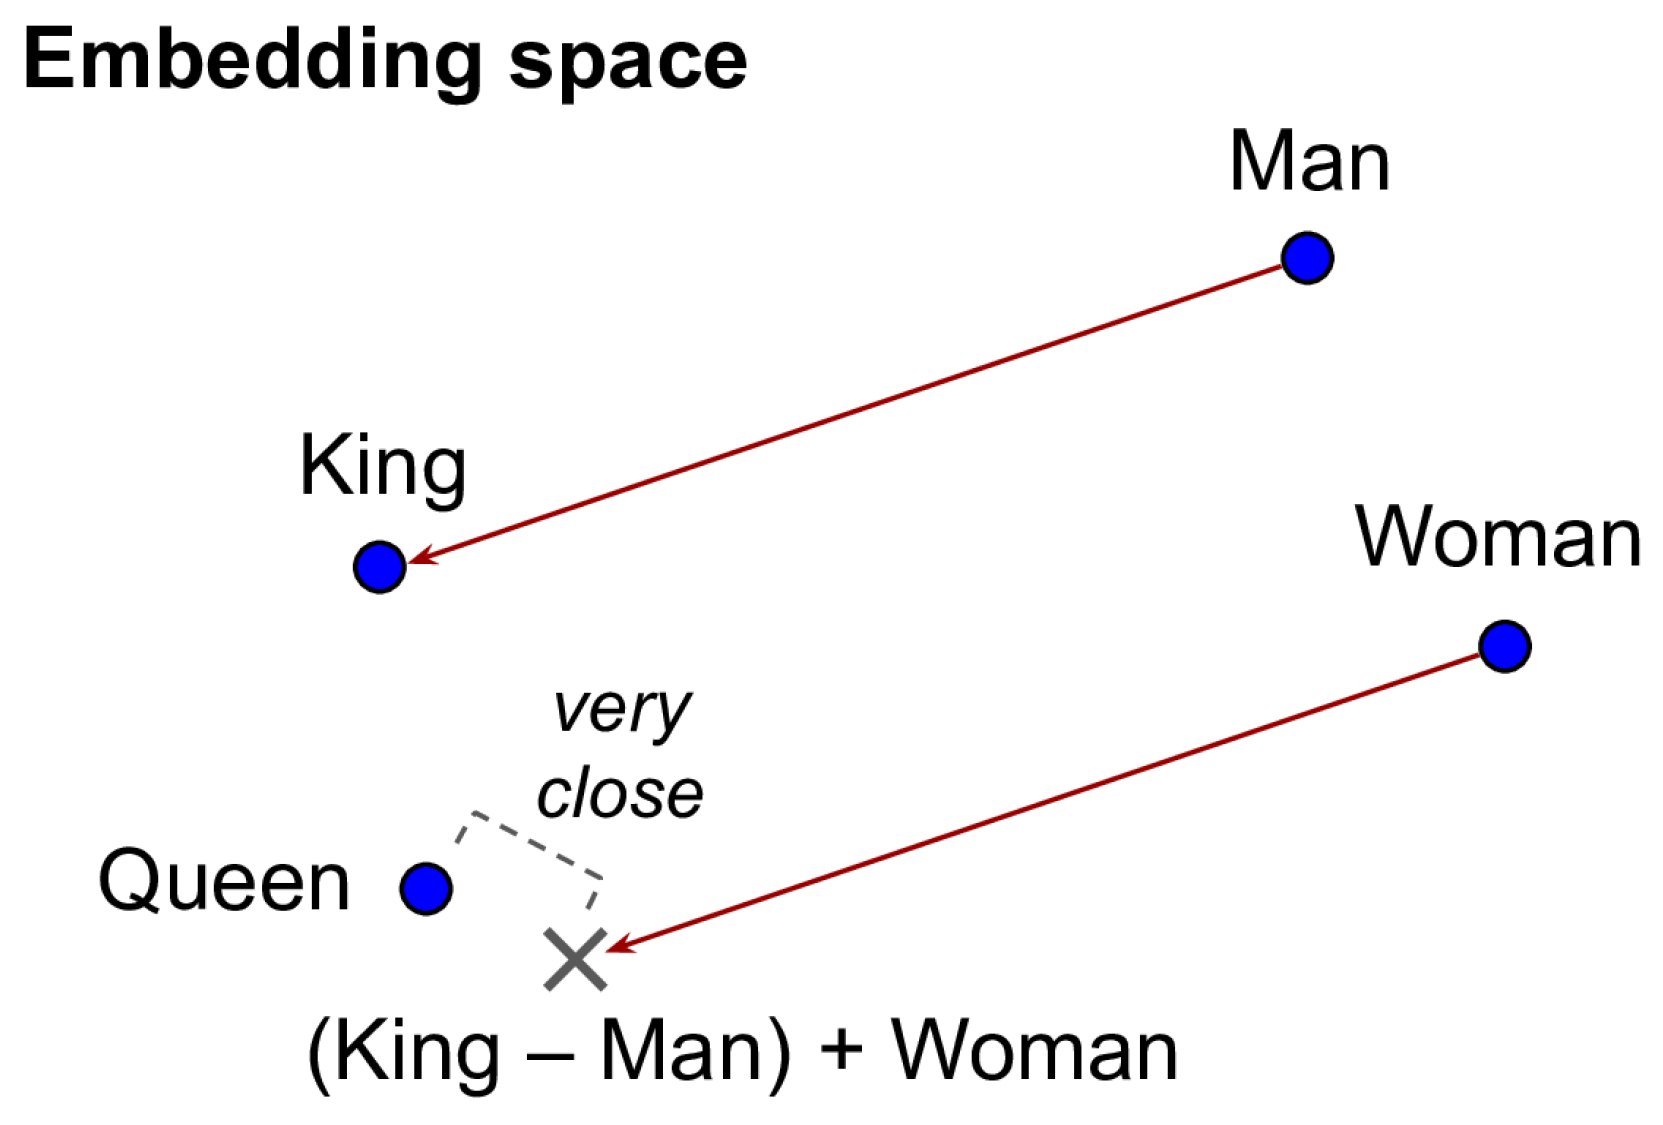 Embedding space
Man
King
Woman
very
close
Queen
(King – Man) + Woman